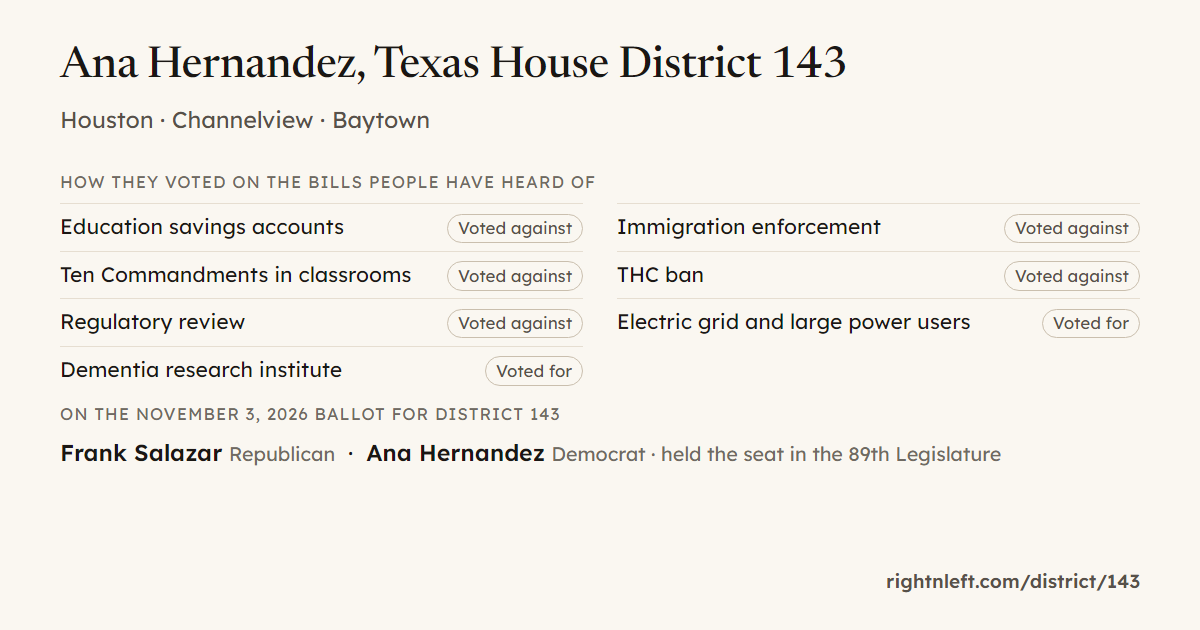 Ana Hernandez, Texas House District 143
Houston · Channelview · Baytown
HOW THEY VOTED ON THE BILLS PEOPLE HAVE HEARD OF
Education savings accounts Voted against
Immigration enforcement Voted against
Ten Commandments in classrooms Voted against
THC ban Voted against
Regulatory review Voted against
Electric grid and large power users Voted for
Dementia research institute Voted for
ON THE NOVEMBER 3, 2026 BALLOT FOR DISTRICT 143
Frank Salazar Republican · Ana Hernandez Democrat · held the seat in the 89th Legislature
rightnleft.com/district/143